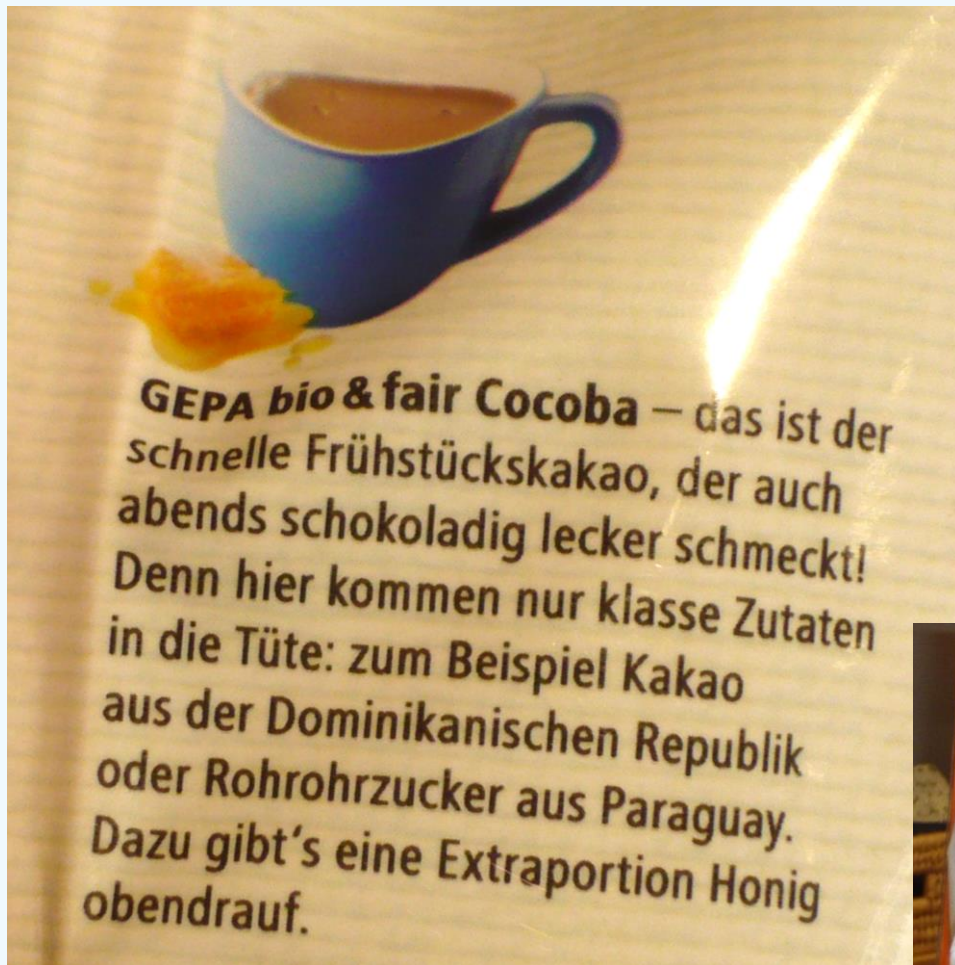 GEPA bio & fair Cocoba – das ist der
schnelle Frühstückskakao, der auch
abends schokoladig lecker schmeckt!
Denn hier kommen nur klasse Zutaten
in die Tüte: zum Beispiel Kakao
aus der Dominikanischen Republik
oder Rohrohrzucker aus Paraguay.
Dazu gibt‘s eine Extraportion Honig
obendrauf.